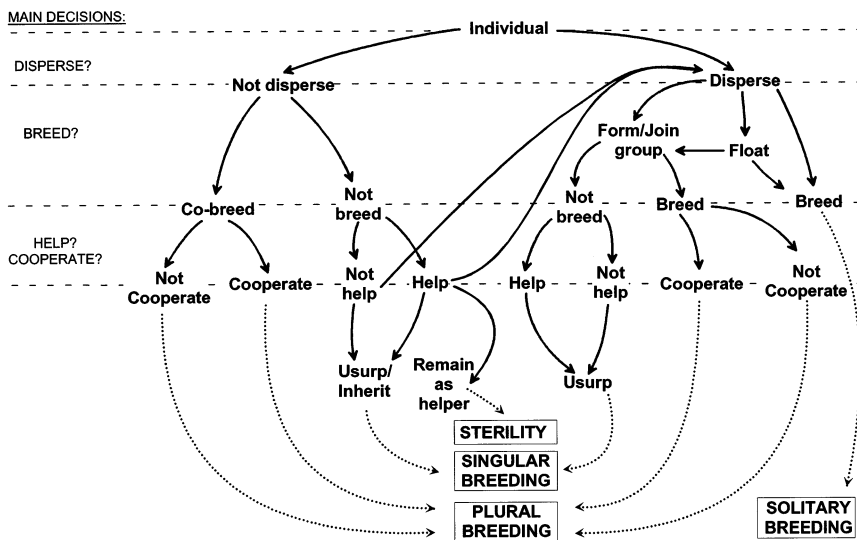 MAIN DECISIONS:
Individual
DISPERSE?
Not disperse
Disperse
BREED?
Form/Join
group
Float
Co-breed
Not
breed
Not
breed
Breed
Breed
HELP?
COOPERATE?
Not
Cooperate
Cooperate
Not
help
Help
Help
Not
help
Cooperate
Not
Cooperate
Usurp/
Inherit
Remain
as
helper
Usurp
STERILITY
SINGULAR
BREEDING
PLURAL
BREEDING
SOLITARY
BREEDING